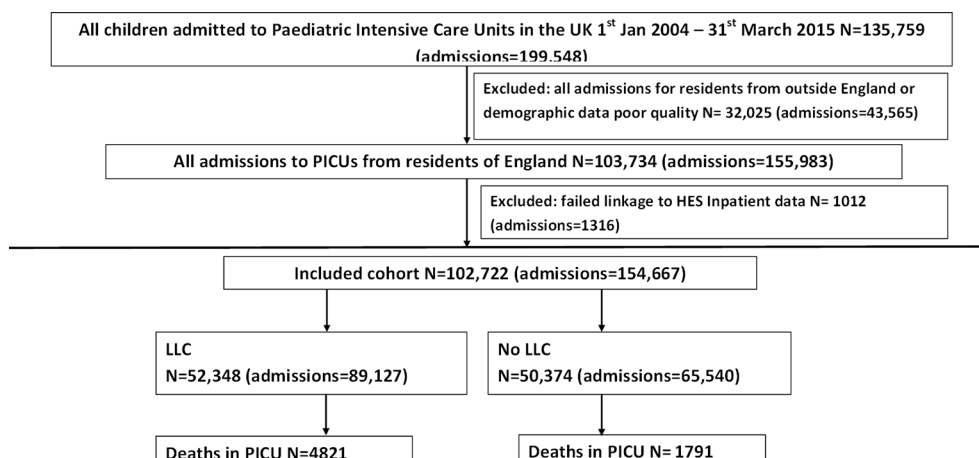 All children admitted to Paediatric Intensive Care Units in the UK 1st Jan 2004 – 31st March 2015 N=135,759
(admissions=199,548)
Excluded: all admissions for residents from outside England or
demographic data poor quality N= 32,025 (admissions=43,565)
All admissions to PICUs from residents of England N=103,734 (admissions=155,983)
Excluded: failed linkage to HES Inpatient data N= 1012
(admissions=1316)
Included cohort N=102,722 (admissions=154,667)
LLC
N=52,348 (admissions=89,127)
No LLC
N=50,374 (admissions=65,540)
Deaths in PICU N=4821
Deaths in PICU N= 1791